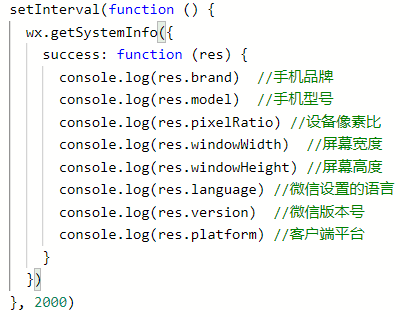 setInterval(function () {
  wx.getSystemInfo({
    success: function (res) {
      console.log(res.brand)  //手机品牌
      console.log(res.model)  //手机型号
      console.log(res.pixelRatio) //设备像素比
      console.log(res.windowWidth)  //屏幕宽度
      console.log(res.windowHeight) //屏幕高度
      console.log(res.language) //微信设置的语言
      console.log(res.version)  //微信版本号
      console.log(res.platform) //客户端平台
    }
  })
}, 2000)